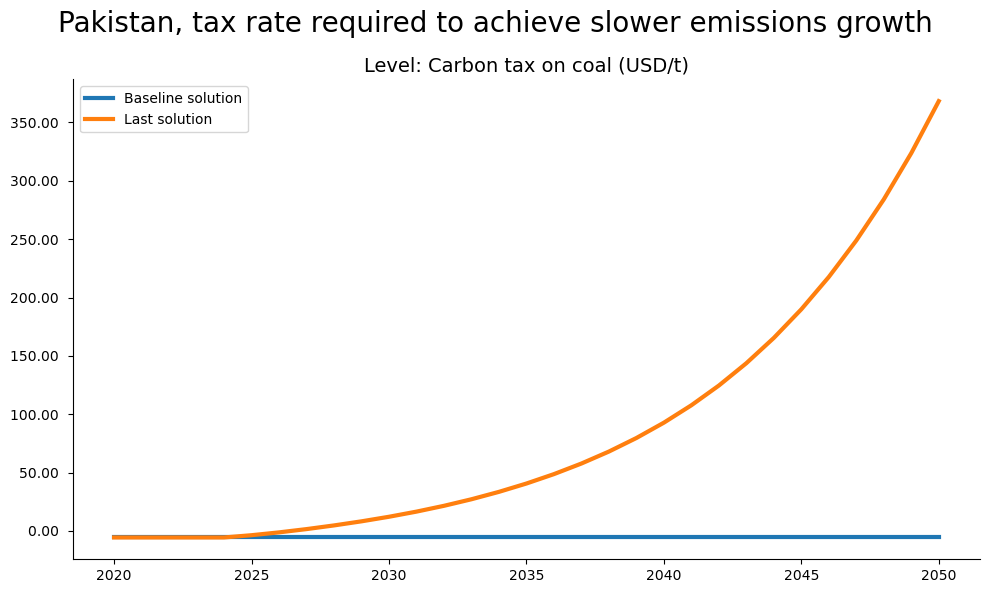 Pakistan, tax rate required to achieve slower emissions growth
Level: Carbon tax on coal (USD/t)
Baseline solution
Last solution
350.00
300.00
250.00
200.00
150.00
100.00
50.00
0.00
2020 2025 2030 2035 2040 2045 2050